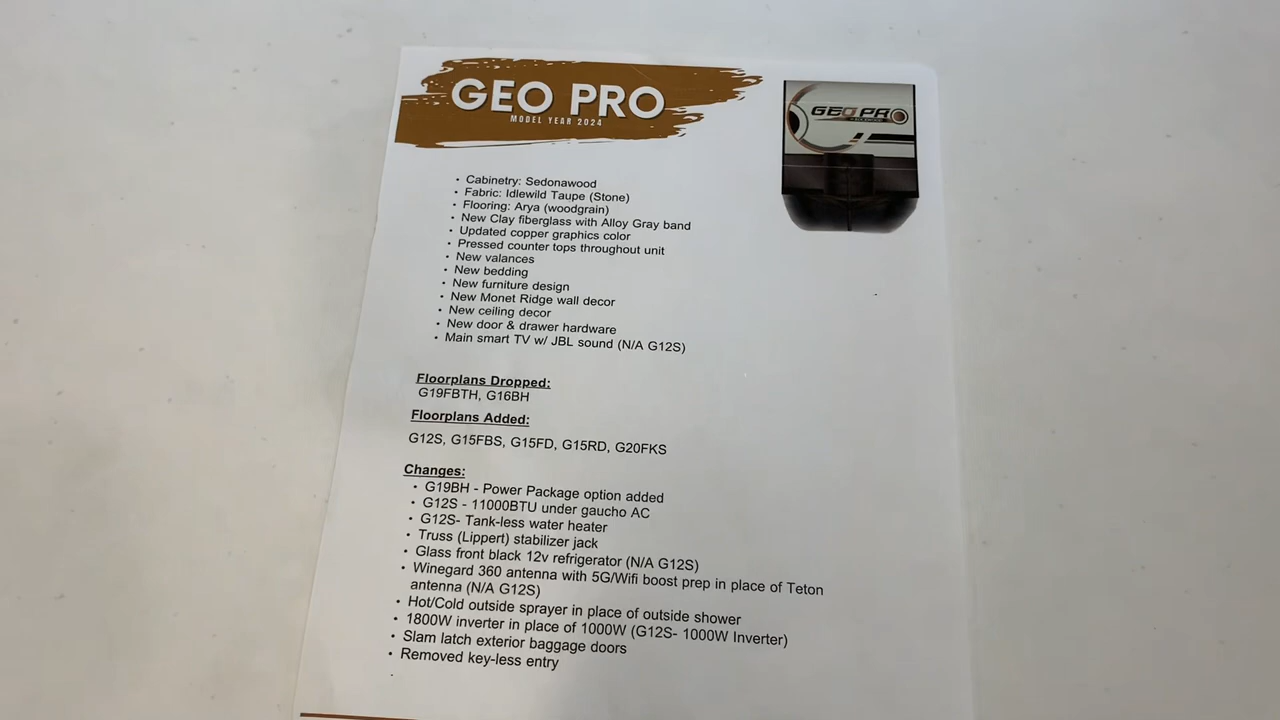 GEO PRO
MODEL YEAR 2024
GEO PRO
• Cabinetry: Sedonawood
• Fabric: Idlewild Taupe (Stone)
• Flooring: Arya (woodgrain)
• New Clay fiberglass with Alloy Gray band
• Updated copper graphics color
• Pressed counter tops throughout unit
• New valances
• New bedding
• New furniture design
• New Monet Ridge wall decor
• New ceiling decor
• New door & drawer hardware
• Main smart TV w/ JBL sound (N/A G12S)
Floorplans Dropped:
G19FBTH, G16BH
Floorplans Added:
G12S, G15FBS, G15FD, G15RD, G20FKS
Changes:
• G19BH - Power Package option added
• G12S - 11000BTU under gaucho AC
• G12S- Tank-less water heater
• Truss (Lippert) stabilizer jack
• Glass front black 12v refrigerator (N/A G12S)
• Winegard 360 antenna with 5G/Wifi boost prep in place of Teton
antenna (N/A G12S)
• Hot/Cold outside sprayer in place of outside shower
• 1800W inverter in place of 1000W (G12S- 1000W Inverter)
• Slam latch exterior baggage doors
• Removed key-less entry